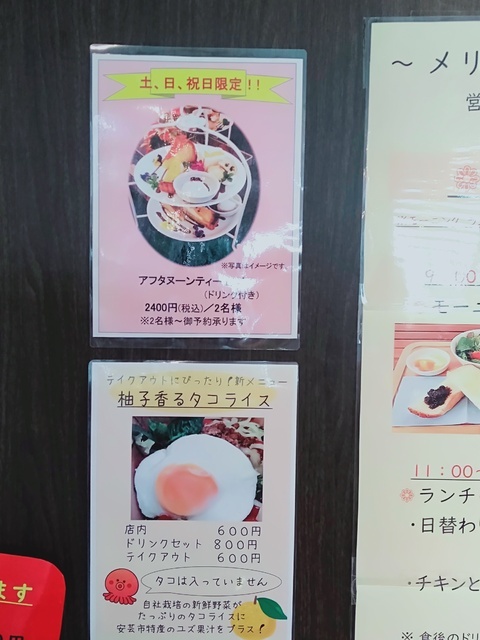 土、日、祝日限定!!
※写真はイメージです
アフタヌーンティー
(ドリンク付き)
2400円(税込)/2名様
※2名様~御予約承ります
テイクアウトにぴったり!新メニュー
柚子香るタコライス
店内 600円
ドリンクセット 800円
テイクアウト 600円
タコは入っていません
自社栽培の新鮮野菜が
たっぷりのタコライスに
安芸市特産のユズ果汁をプラス!
ます
~ メリ
営
モーニ
11:00~
ランチ
・日替わり
・チキンと
※ 食後のドリ